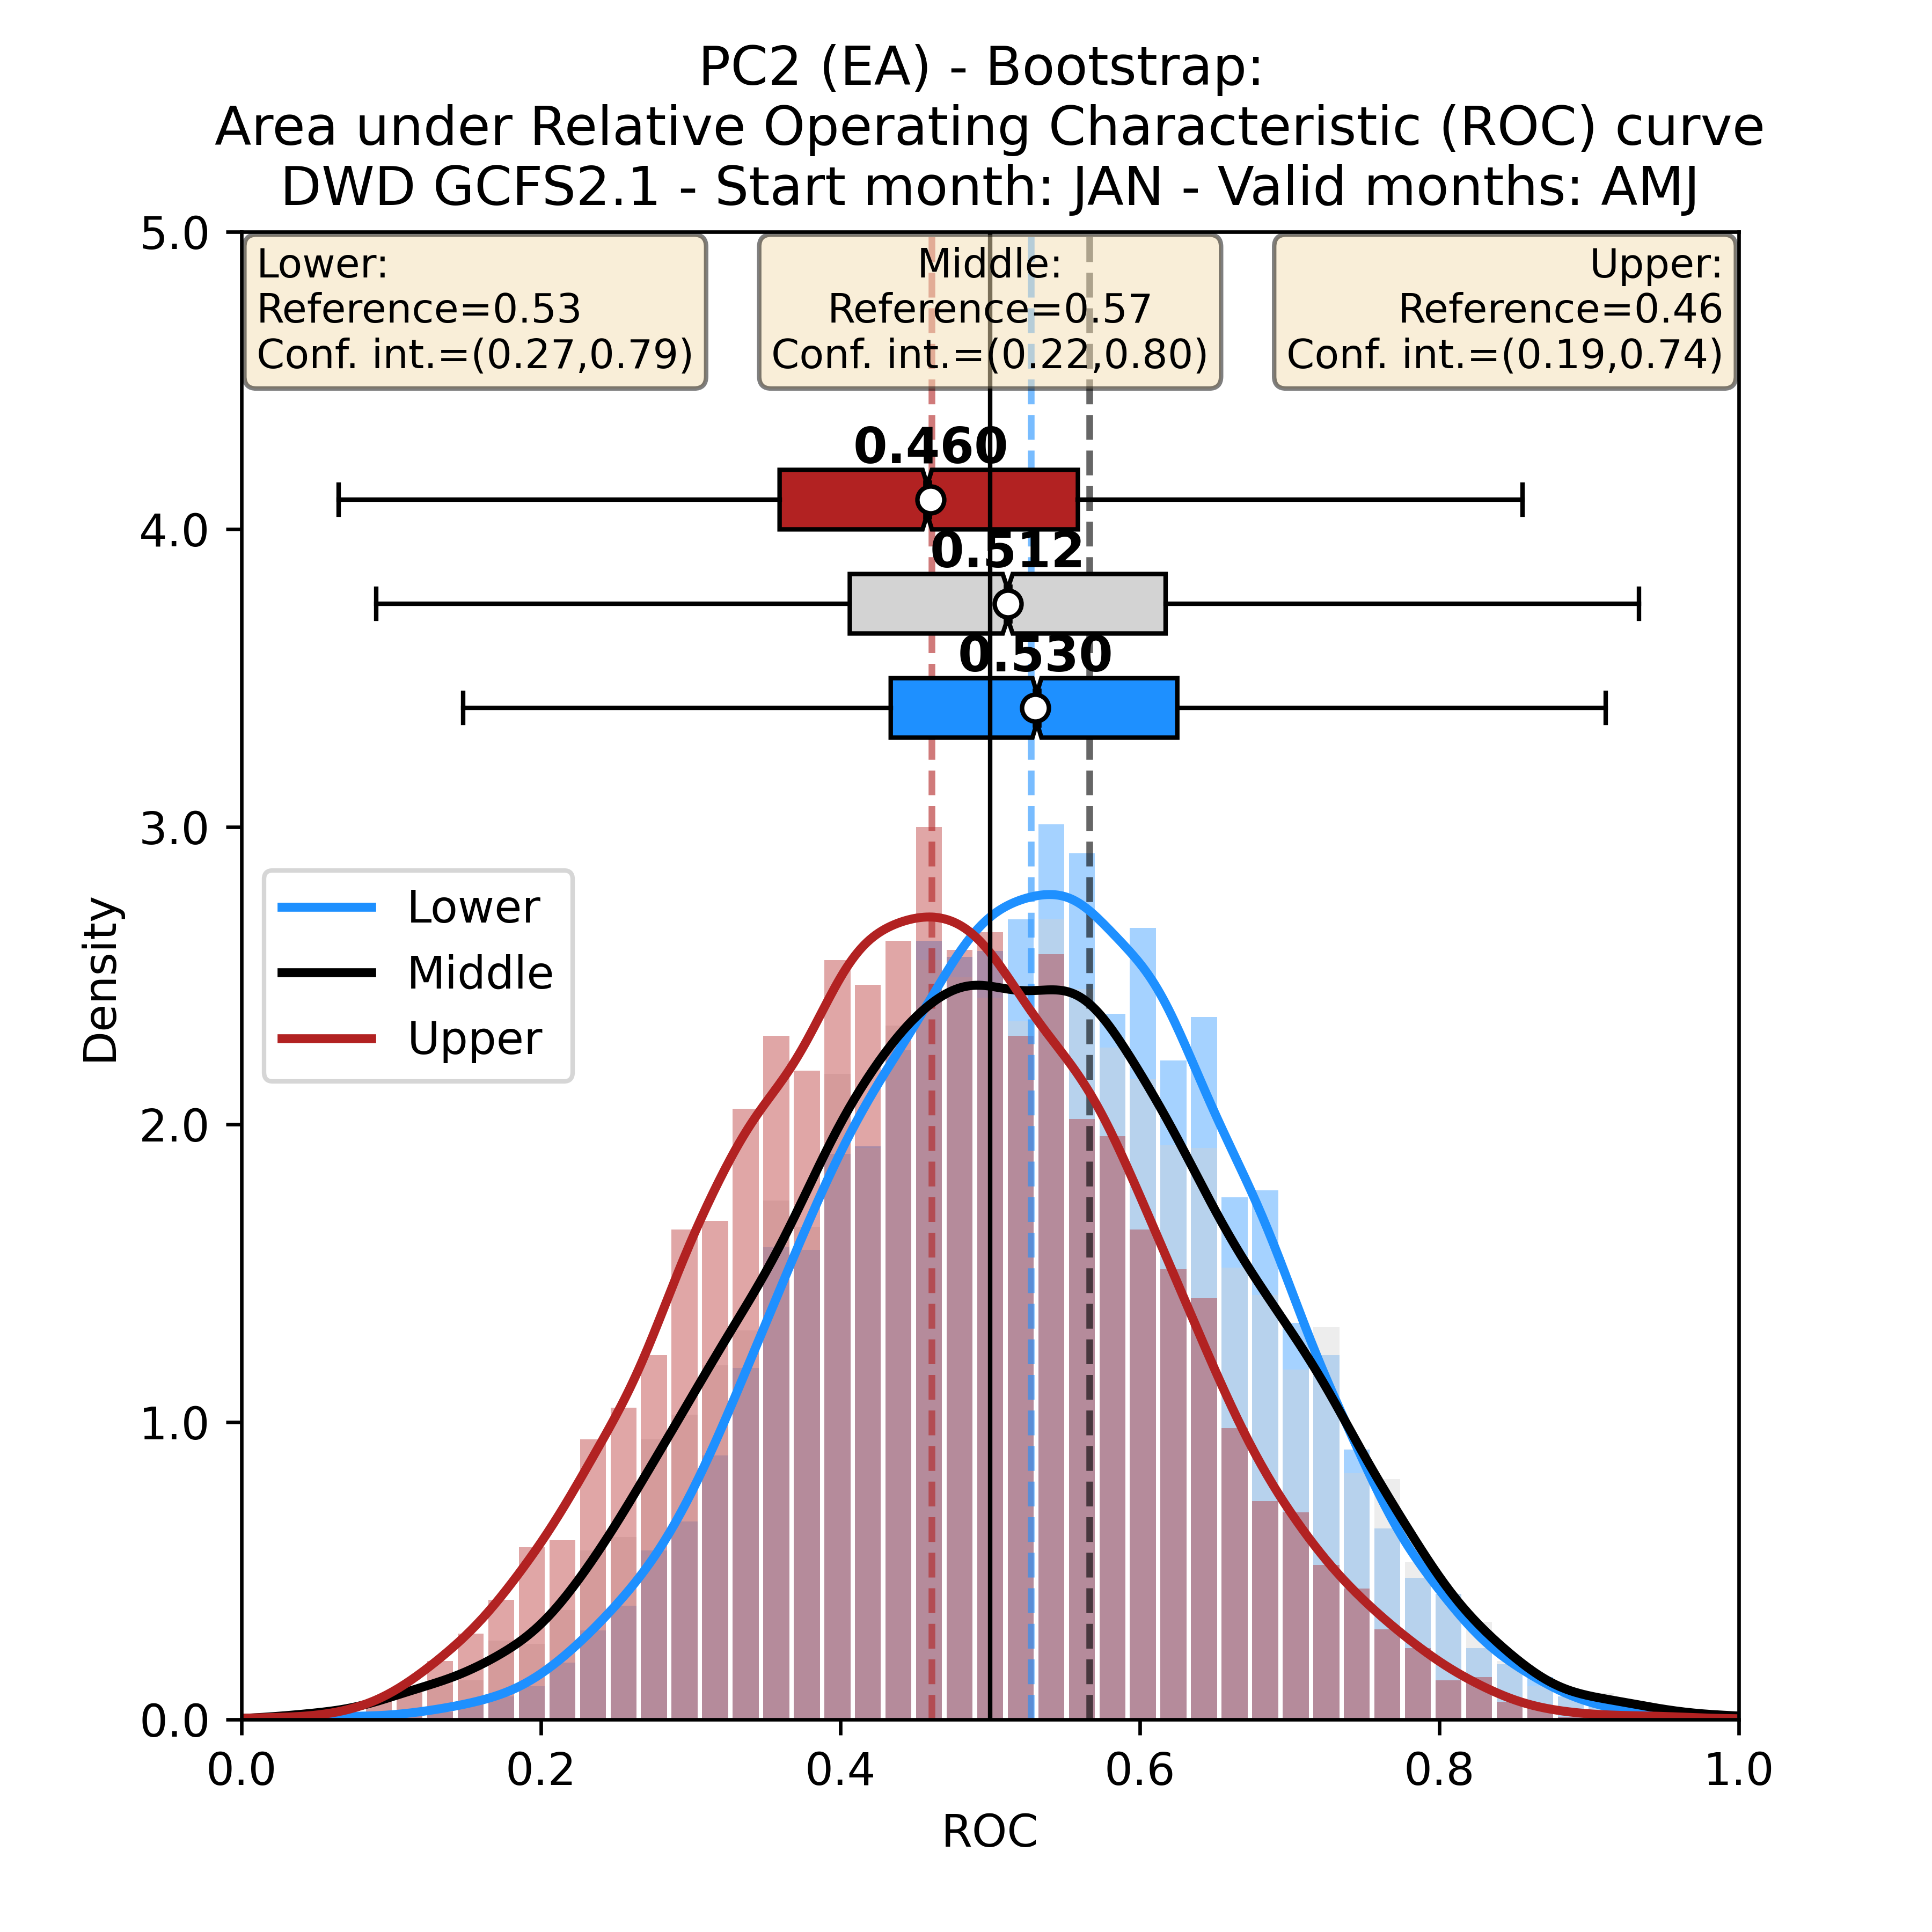 PC2 (EA) - Bootstrap:
Area under Relative Operating Characteristic (ROC) curve
DWD GCFS2.1 - Start month: JAN - Valid months: AMJ
Lower:
Reference=0.53
Conf. int.=(0.27,0.79)
Middle:
Reference=0.57
Conf. int.=(0.22,0.80)
Upper:
Reference=0.46
Conf. int.=(0.19,0.74)
0.460
0.512
0.530
Lower
Middle
Upper
Density
5.0
4.0
3.0
2.0
1.0
0.0
0.0 0.2 0.4 0.6 0.8 1.0
ROC